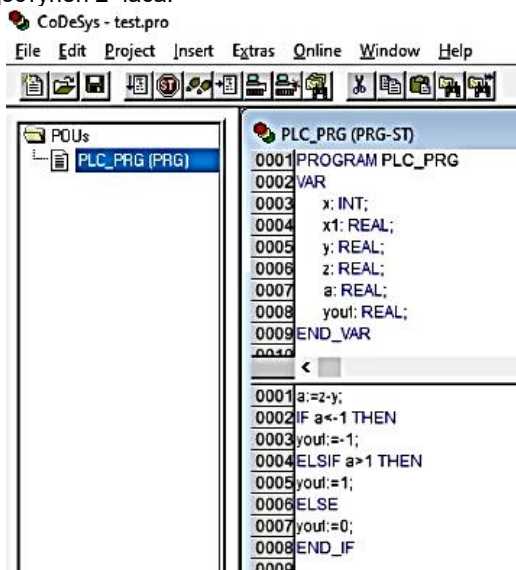 CoDeSys - test.pro
File Edit Project Insert Extras Online Window Help
POUs
PLC_PRG (PRG)
PLC_PRG (PRG-ST)
0001 PROGRAM PLC_PRG
0002 VAR
0003 x: INT;
0004 x1: REAL;
0005 y: REAL;
0006 z: REAL;
0007 a: REAL;
0008 yout: REAL;
0009 END_VAR
0010
0001 a:=z-y;
0002 IF a<-1 THEN
0003 yout:=-1;
0004 ELSIF a>1 THEN
0005 yout:=1;
0006 ELSE
0007 yout:=0;
0008 END_IF
0009